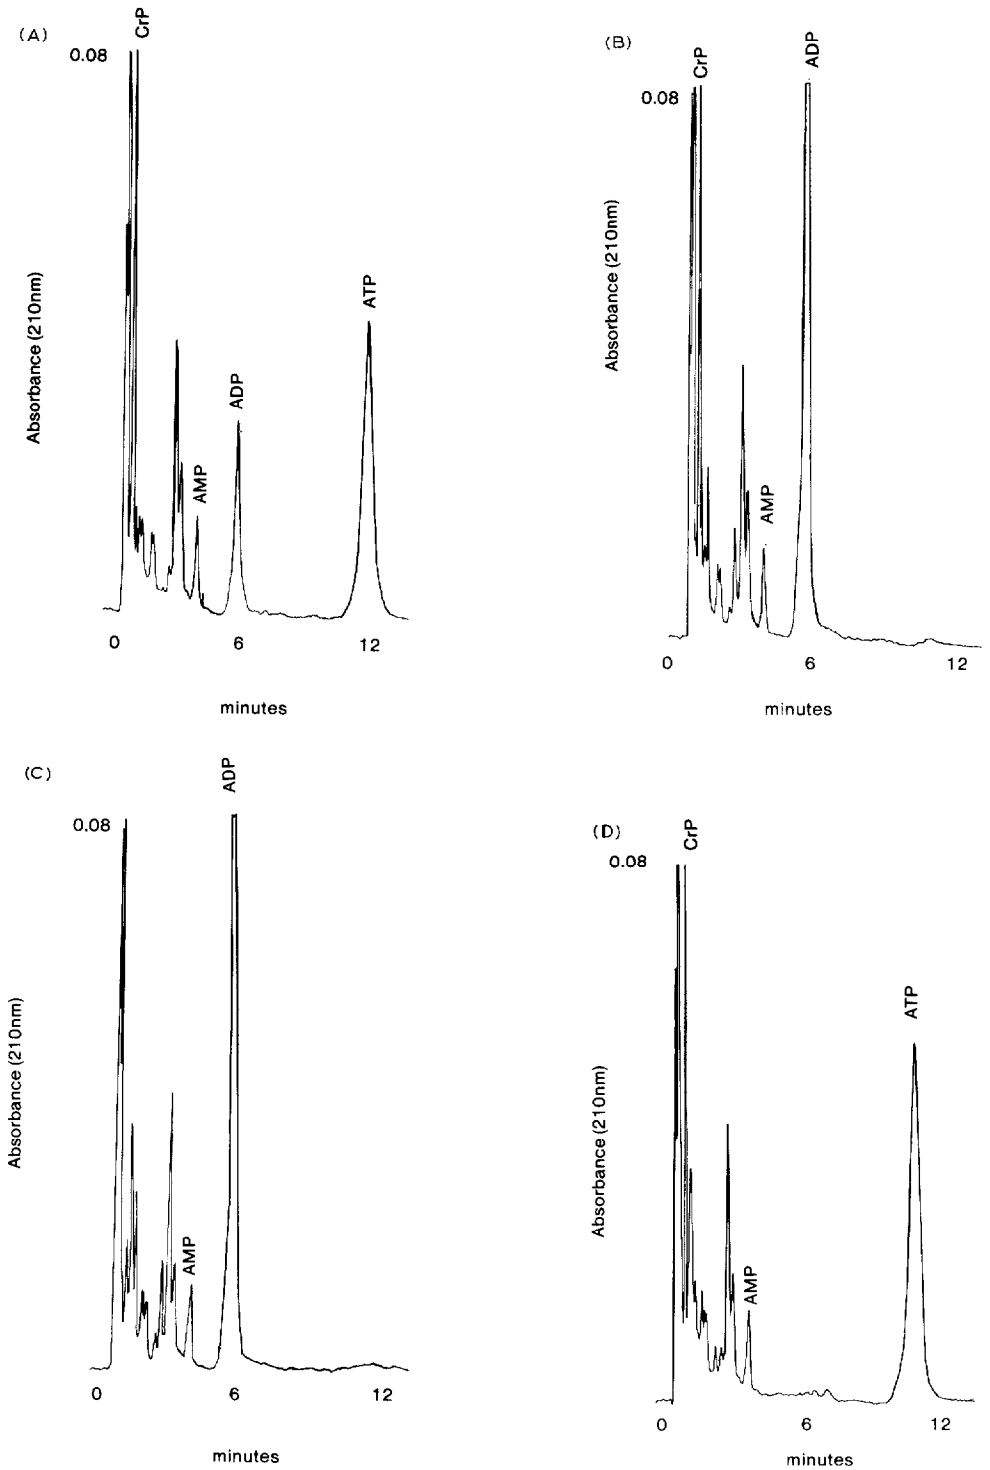 (A)
CrP
0.08
Absorbance (210nm)
AMP
ADP
ATP
0 6 12
minutes
(B)
CrP
ADP
0.08
Absorbance (210nm)
AMP
0 6 12
minutes
(C)
ADP
0.08
Absorbance (210nm)
AMP
0 6 12
minutes
(D)
CrP
0.08
ATP
Absorbance (210nm)
AMP
0 6 12
minutes